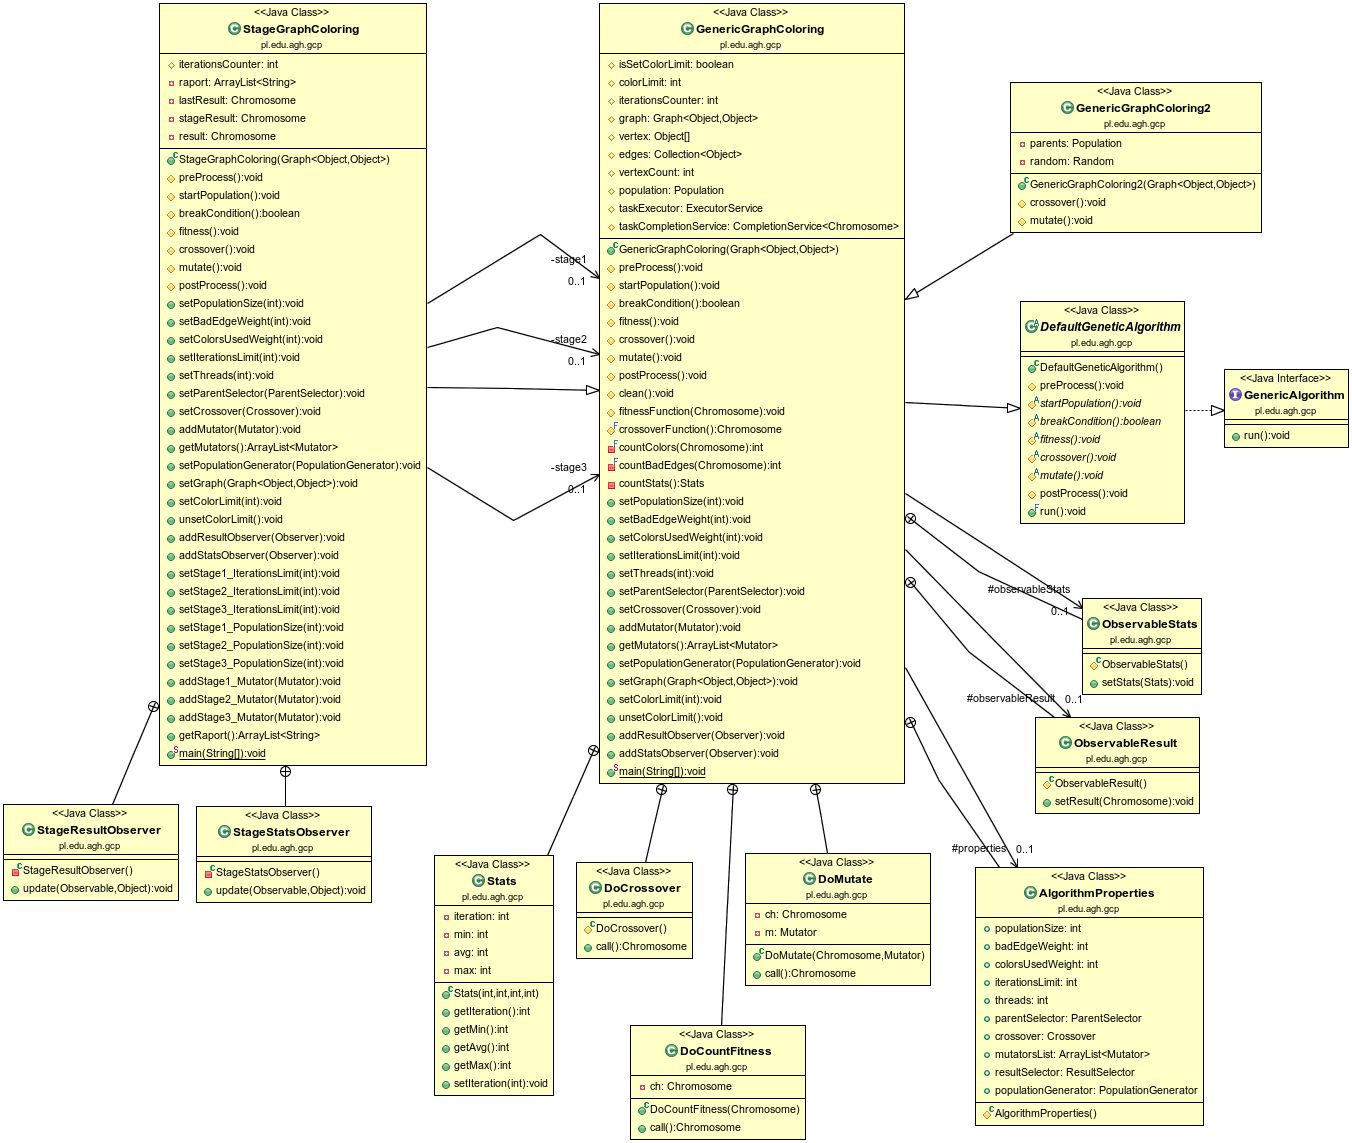 <<Java Class>>
StageGraphColoring
pl.edu.agh.gcp
iterationsCounter: int
raport: ArrayList<String>
lastResult: Chromosome
stageResult: Chromosome
result: Chromosome
StageGraphColoring(Graph<Object,Object>)
preProcess():void
startPopulation():void
breakCondition():boolean
fitness():void
crossover():void
mutate():void
postProcess():void
setPopulationSize(int):void
setBadEdgeWeight(int):void
setColorsUsedWeight(int):void
setIterationsLimit(int):void
setThreads(int):void
setParentSelector(ParentSelector):void
setCrossover(Crossover):void
addMutator(Mutator):void
getMutators():ArrayList<Mutator>
setPopulationGenerator(PopulationGenerator):void
setGraph(Graph<Object,Object>):void
setColorLimit(int):void
unsetColorLimit():void
addResultObserver(Observer):void
addStatsObserver(Observer):void
setStage1_IterationsLimit(int):void
setStage2_IterationsLimit(int):void
setStage3_IterationsLimit(int):void
setStage1_PopulationSize(int):void
setStage2_PopulationSize(int):void
setStage3_PopulationSize(int):void
addStage1_Mutator(Mutator):void
addStage2_Mutator(Mutator):void
addStage3_Mutator(Mutator):void
getRaport():ArrayList<String>
main(String[]):void
-stage1
0..1
-stage2
0..1
-stage3
0..1
<<Java Class>>
GenericGraphColoring
pl.edu.agh.gcp
isSetColorLimit: boolean
colorLimit: int
iterationsCounter: int
graph: Graph<Object,Object>
vertex: Object[]
edges: Collection<Object>
vertexCount: int
population: Population
taskExecutor: ExecutorService
taskCompletionService: CompletionService<Chromosome>
GenericGraphColoring(Graph<Object,Object>)
preProcess():void
startPopulation():void
breakCondition():boolean
fitness():void
crossover():void
mutate():void
postProcess():void
clean():void
fitnessFunction(Chromosome):void
crossoverFunction():Chromosome
countColors(Chromosome):int
countBadEdges(Chromosome):int
countStats():Stats
setPopulationSize(int):void
setBadEdgeWeight(int):void
setColorsUsedWeight(int):void
setIterationsLimit(int):void
setThreads(int):void
setParentSelector(ParentSelector):void
setCrossover(Crossover):void
addMutator(Mutator):void
getMutators():ArrayList<Mutator>
setPopulationGenerator(PopulationGenerator):void
setGraph(Graph<Object,Object>):void
setColorLimit(int):void
unsetColorLimit():void
addResultObserver(Observer):void
addStatsObserver(Observer):void
main(String[]):void
<<Java Class>>
GenericGraphColoring2
pl.edu.agh.gcp
parents: Population
random: Random
GenericGraphColoring2(Graph<Object,Object>)
crossover():void
mutate():void
<<Java Class>>
DefaultGeneticAlgorithm
pl.edu.agh.gcp
DefaultGeneticAlgorithm()
preProcess():void
startPopulation():void
breakCondition():boolean
fitness():void
crossover():void
mutate():void
postProcess():void
run():void
<<Java Interface>>
GenericAlgorithm
pl.edu.agh.gcp
run():void
#observableStats
0..1
<<Java Class>>
ObservableStats
pl.edu.agh.gcp
ObservableStats()
setStats(Stats):void
#observableResult
0..1
<<Java Class>>
ObservableResult
pl.edu.agh.gcp
ObservableResult()
setResult(Chromosome):void
#properties
0..1
<<Java Class>>
AlgorithmProperties
pl.edu.agh.gcp
populationSize: int
badEdgeWeight: int
colorsUsedWeight: int
iterationsLimit: int
threads: int
parentSelector: ParentSelector
crossover: Crossover
mutatorsList: ArrayList<Mutator>
resultSelector: ResultSelector
populationGenerator: PopulationGenerator
AlgorithmProperties()
<<Java Class>>
StageResultObserver
pl.edu.agh.gcp
StageResultObserver()
update(Observable,Object):void
<<Java Class>>
StageStatsObserver
pl.edu.agh.gcp
StageStatsObserver()
update(Observable,Object):void
<<Java Class>>
Stats
pl.edu.agh.gcp
iteration: int
min: int
avg: int
max: int
Stats(int,int,int,int)
getIteration():int
getMin():int
getAvg():int
getMax():int
setIteration(int):void
<<Java Class>>
DoCrossover
pl.edu.agh.gcp
DoCrossover()
call():Chromosome
<<Java Class>>
DoMutate
pl.edu.agh.gcp
ch: Chromosome
m: Mutator
DoMutate(Chromosome,Mutator)
call():Chromosome
<<Java Class>>
DoCountFitness
pl.edu.agh.gcp
ch: Chromosome
DoCountFitness(Chromosome)
call():Chromosome